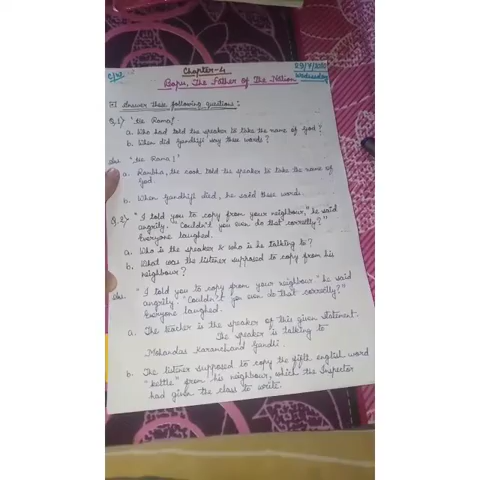 C/W
Chapter-4
29/4/2020
Bapu, The Father of The Nation
Wednesday
Answer these following questions:
Q.1) "He Rama!"
a. Who had told the speaker to take the name of God?
b. When did Gandhiji say these words?
Ans. "He Rama!"
a. Rambha, the cook told the speaker to take the name of
God.
b. When Gandhiji died, he said these words.
Q.2) "I told you to copy from your neighbour," he said
angrily. "Couldn't you even do that correctly?"
Everyone laughed.
a. Who is the speaker & who is he talking to?
b. What was the listener supposed to copy from his
neighbour?
Ans. "I told you to copy from your neighbour" he said
angrily. "Couldn't you even do that correctly?"
Everyone laughed.
a. The teacher is the speaker of this given statement.
The speaker is talking to
Mohandas Karamchand Gandhi.
b. The listener supposed to copy the fifth english word
"kettle" from his neighbour, which the Inspector
had given the class to write.